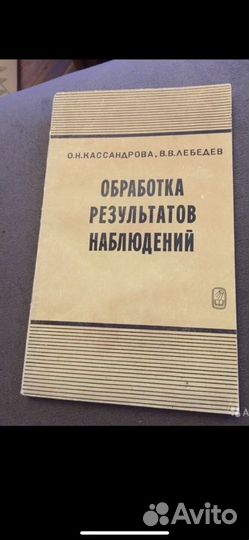 О.Н.КАССАНДРОВА, В.В.ЛЕБЕДЕВ
ОБРАБОТКА
РЕЗУЛЬТАТОВ
НАБЛЮДЕНИЙ
Avito